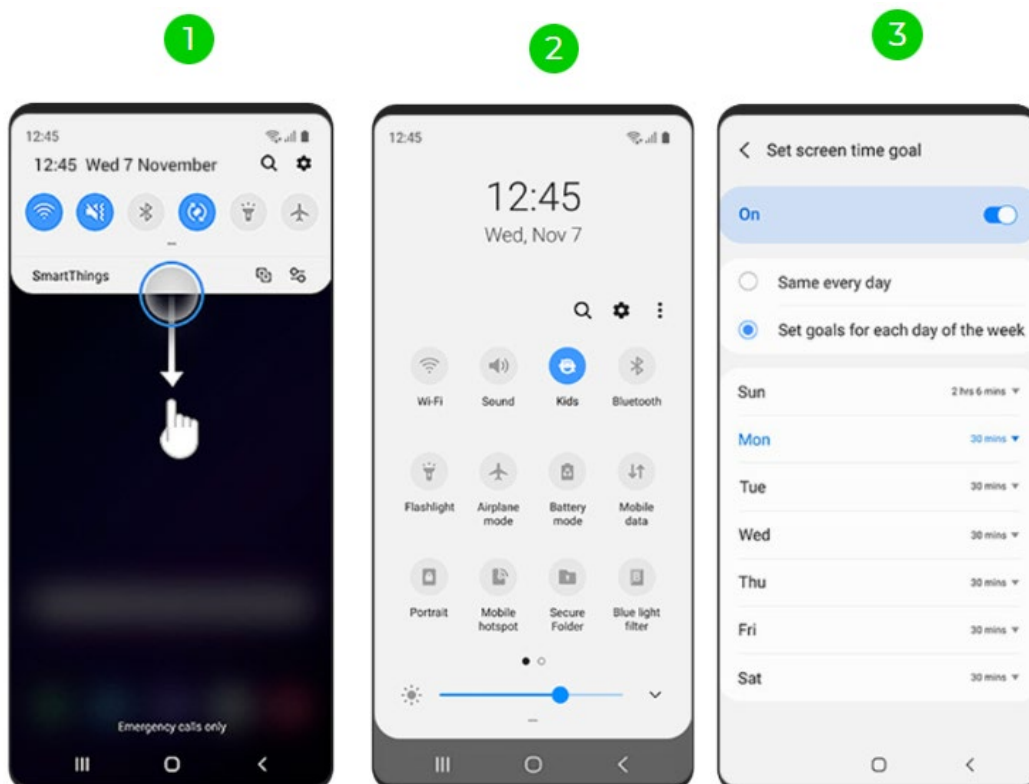 1
12:45
12:45 Wed 7 November
SmartThings
Emergency calls only
2
12:45
12:45
Wed, Nov 7
Wi-Fi Sound Kids Bluetooth
Flashlight Airplane mode Battery mode Mobile data
Portrait Mobile hotspot Secure Folder Blue light filter
3
Set screen time goal
On
Same every day
Set goals for each day of the week
Sun 2 hrs 6 mins
Mon 30 mins
Tue 30 mins
Wed 30 mins
Thu 30 mins
Fri 30 mins
Sat 30 mins